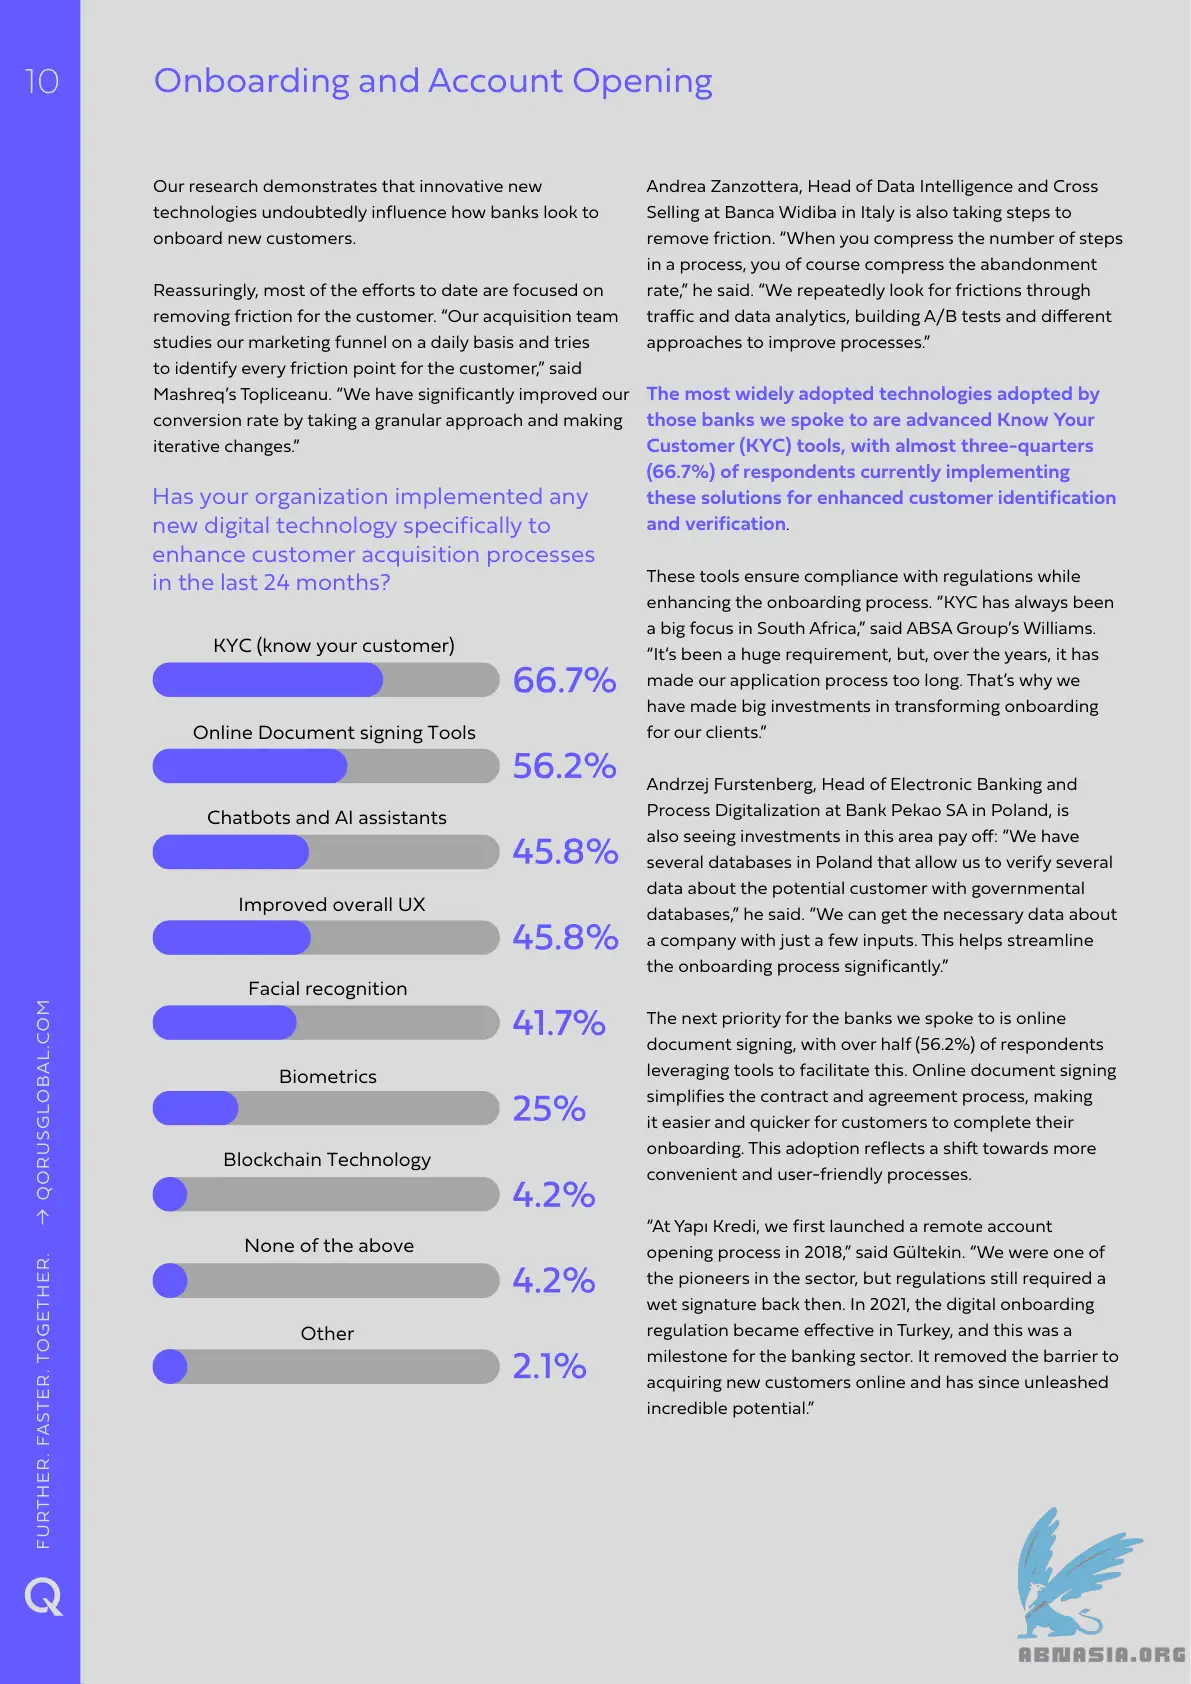 10
Onboarding and Account Opening
Our research demonstrates that innovative new
technologies undoubtedly influence how banks look to
onboard new customers.
Reassuringly, most of the efforts to date are focused on
removing friction for the customer. “Our acquisition team
studies our marketing funnel on a daily basis and tries
to identify every friction point for the customer,” said
Mashreq’s Topliceanu. “We have significantly improved our
conversion rate by taking a granular approach and making
iterative changes.”
Has your organization implemented any
new digital technology specifically to
enhance customer acquisition processes
in the last 24 months?
KYC (know your customer)
66.7%
Online Document signing Tools
56.2%
Chatbots and AI assistants
45.8%
Improved overall UX
45.8%
Facial recognition
41.7%
Biometrics
25%
Blockchain Technology
4.2%
None of the above
4.2%
Other
2.1%
Andrea Zanzottera, Head of Data Intelligence and Cross
Selling at Banca Widiba in Italy is also taking steps to
remove friction. “When you compress the number of steps
in a process, you of course compress the abandonment
rate,” he said. “We repeatedly look for frictions through
traffic and data analytics, building A/B tests and different
approaches to improve processes.”
The most widely adopted technologies adopted by
those banks we spoke to are advanced Know Your
Customer (KYC) tools, with almost three-quarters
(66.7%) of respondents currently implementing
these solutions for enhanced customer identification
and verification.
These tools ensure compliance with regulations while
enhancing the onboarding process. “KYC has always been
a big focus in South Africa,” said ABSA Group’s Williams.
“It’s been a huge requirement, but, over the years, it has
made our application process too long. That’s why we
have made big investments in transforming onboarding
for our clients.”
Andrzej Furstenberg, Head of Electronic Banking and
Process Digitalization at Bank Pekao SA in Poland, is
also seeing investments in this area pay off: “We have
several databases in Poland that allow us to verify several
data about the potential customer with governmental
databases,” he said. “We can get the necessary data about
a company with just a few inputs. This helps streamline
the onboarding process significantly.”
The next priority for the banks we spoke to is online
document signing, with over half (56.2%) of respondents
leveraging tools to facilitate this. Online document signing
simplifies the contract and agreement process, making
it easier and quicker for customers to complete their
onboarding. This adoption reflects a shift towards more
convenient and user-friendly processes.
“At Yapı Kredi, we first launched a remote account
opening process in 2018,” said Gültekin. “We were one of
the pioneers in the sector, but regulations still required a
wet signature back then. In 2021, the digital onboarding
regulation became effective in Turkey, and this was a
milestone for the banking sector. It removed the barrier to
acquiring new customers online and has since unleashed
incredible potential.”
FURTHER. FASTER. TOGETHER. → QORUSGLOBAL.COM
Q
ABNASIA.ORG